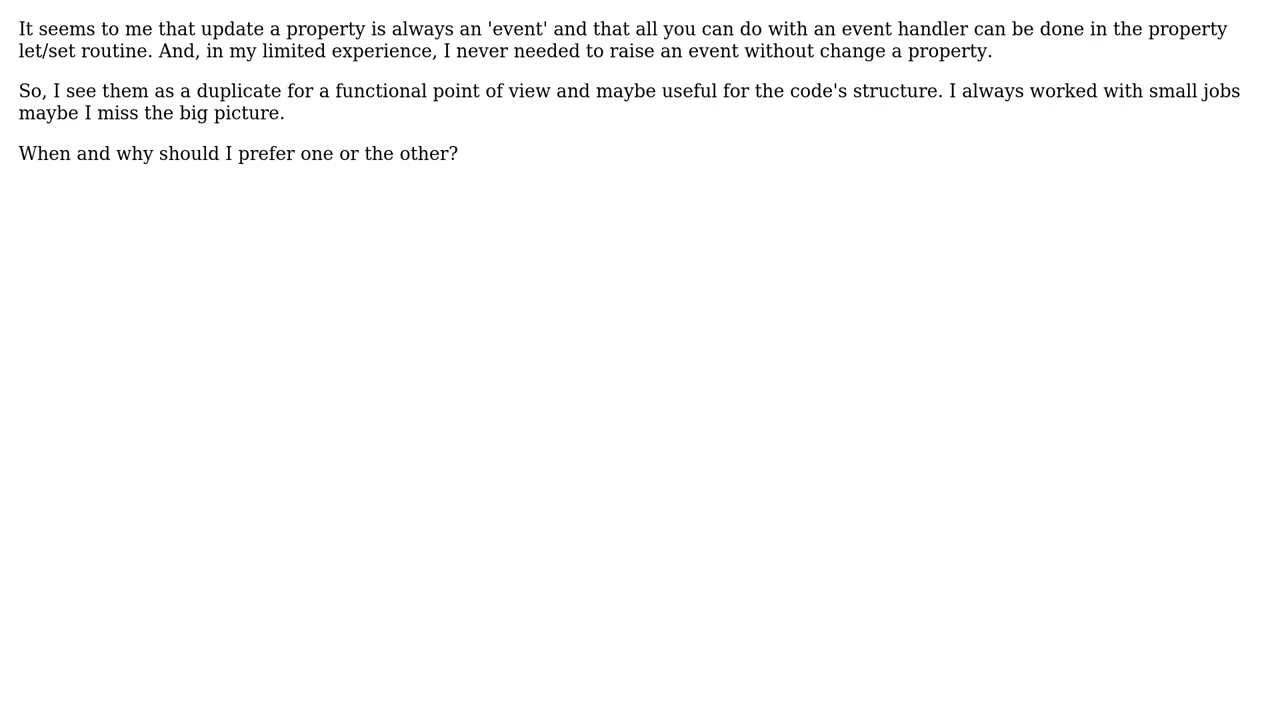 It seems to me that update a property is always an 'event' and that all you can do with an event handler can be done in the property
let/set routine. And, in my limited experience, I never needed to raise an event without change a property.
So, I see them as a duplicate for a functional point of view and maybe useful for the code's structure. I always worked with small jobs
maybe I miss the big picture.
When and why should I prefer one or the other?